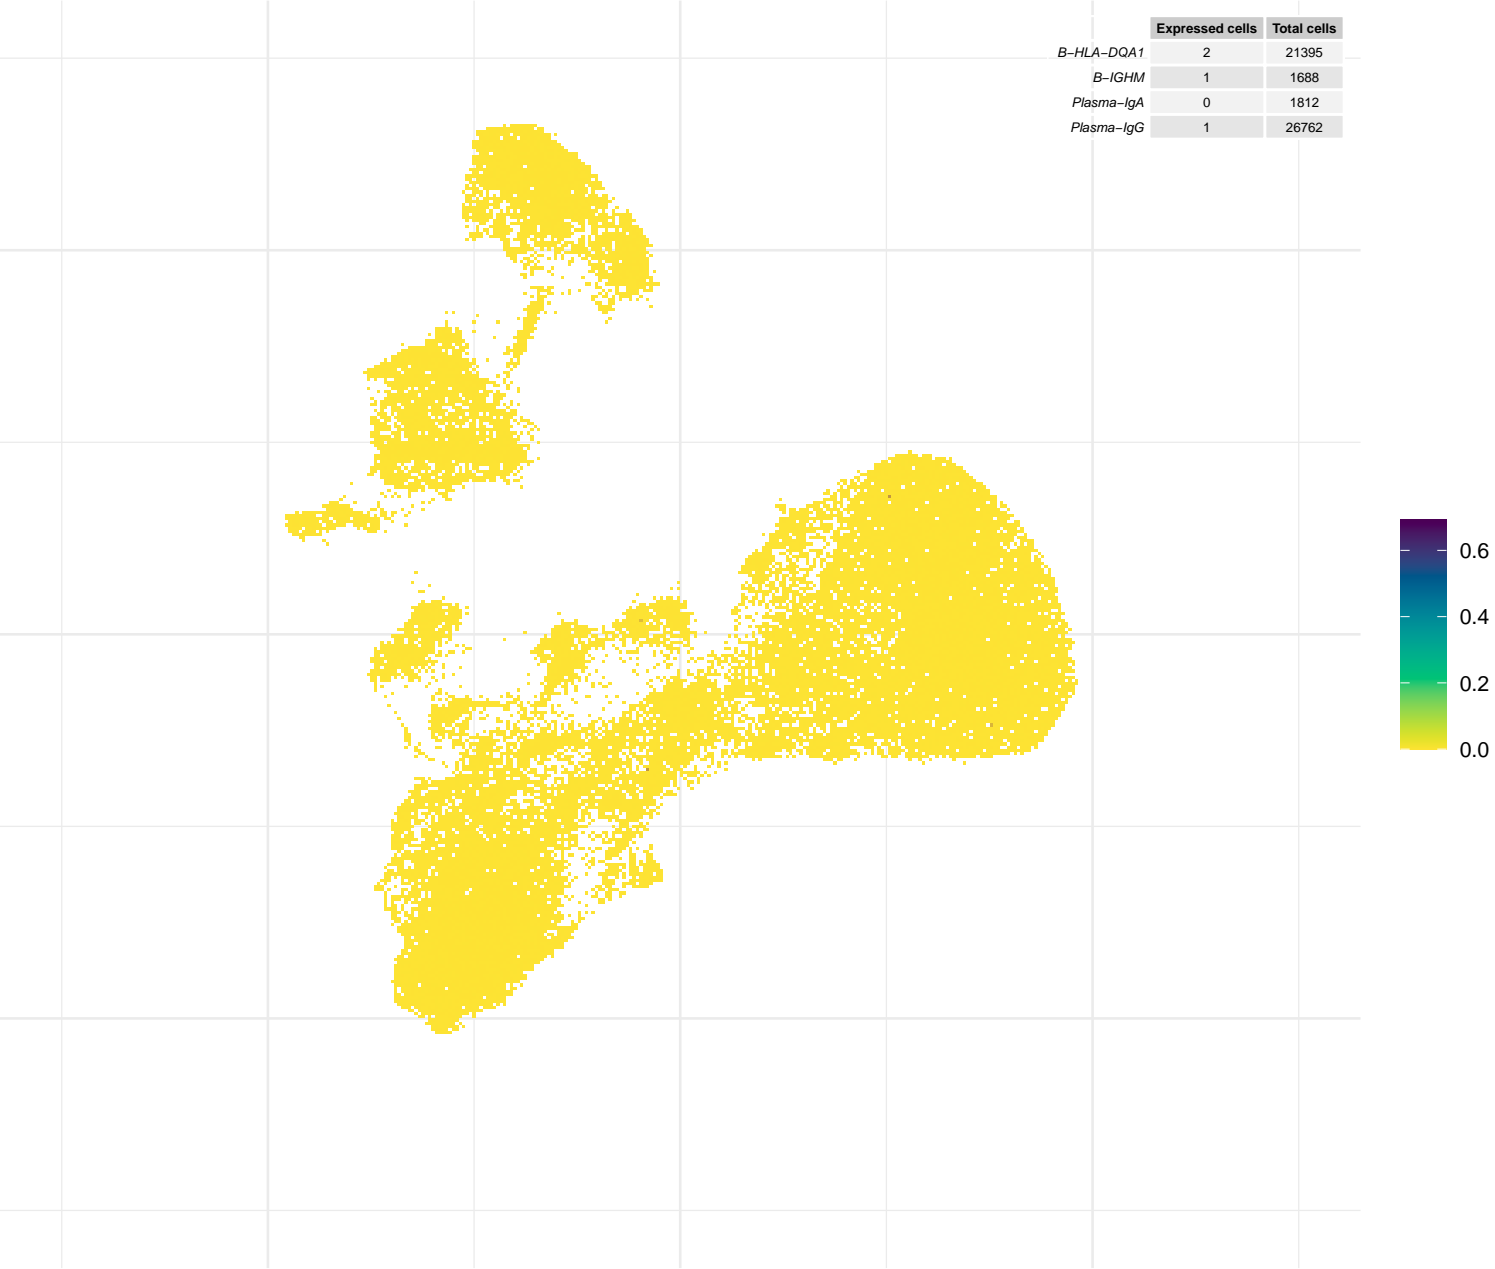 Expressed cells Total cells
B−HLA−DQA1 2 21395
B−IGHM 1 1688
Plasma−IgA 0 1812
Plasma−IgG 1 26762
0.6
0.4
0.2
0.0